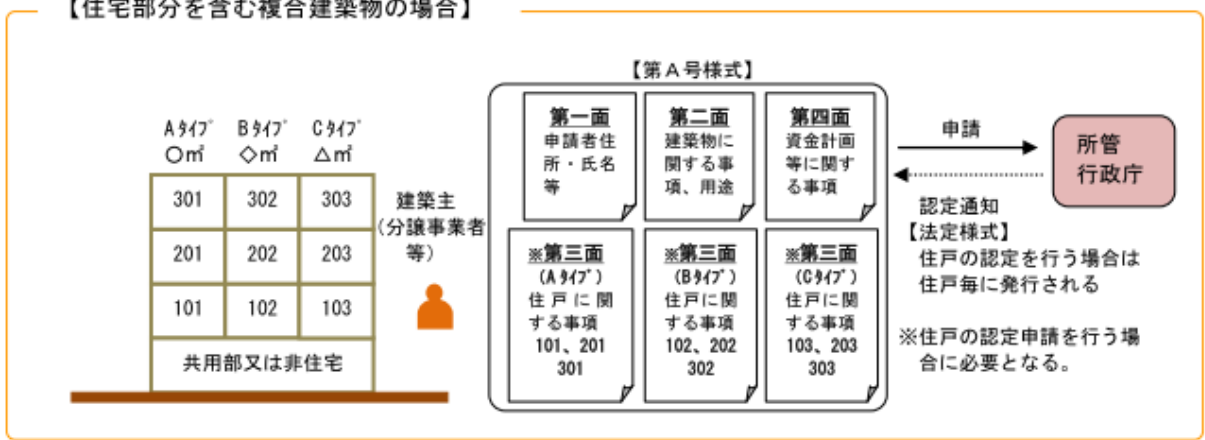 【住宅部分を含む複合建築物の場合】
【第A号様式】
Aﾀｲﾌﾟ Bﾀｲﾌﾟ Cﾀｲﾌﾟ
○㎡ ◇㎡ △㎡
301 302 303
201 202 203
101 102 103
共用部又は非住宅
建築主
(分譲事業者
等)
第一面
申請者住
所・氏名
等
第二面
建築物に
関する事
項、用途
第四面
資金計画
等に関す
る事項
※第三面
(Aﾀｲﾌﾟ)
住戸に関
する事項
101、201
301
※第三面
(Bﾀｲﾌﾟ)
住戸に関
する事項
102、202
302
※第三面
(Cﾀｲﾌﾟ)
住戸に関
する事項
103、203
303
申請
所管
行政庁
認定通知
【法定様式】
住戸の認定を行う場合は
住戸毎に発行される
※住戸の認定申請を行う場
合に必要となる。